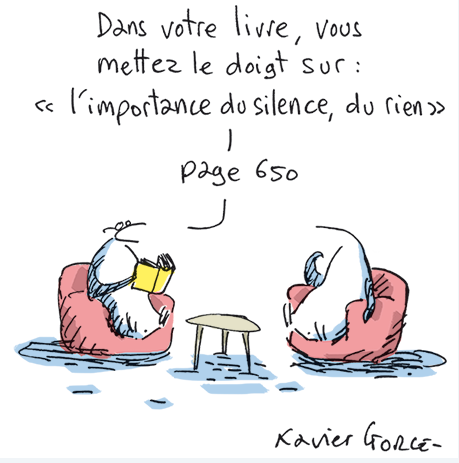 Dans votre livre, vous
mettez le doigt sur :
« l'importance du silence, du rien »
page 650
Xavier GORCE